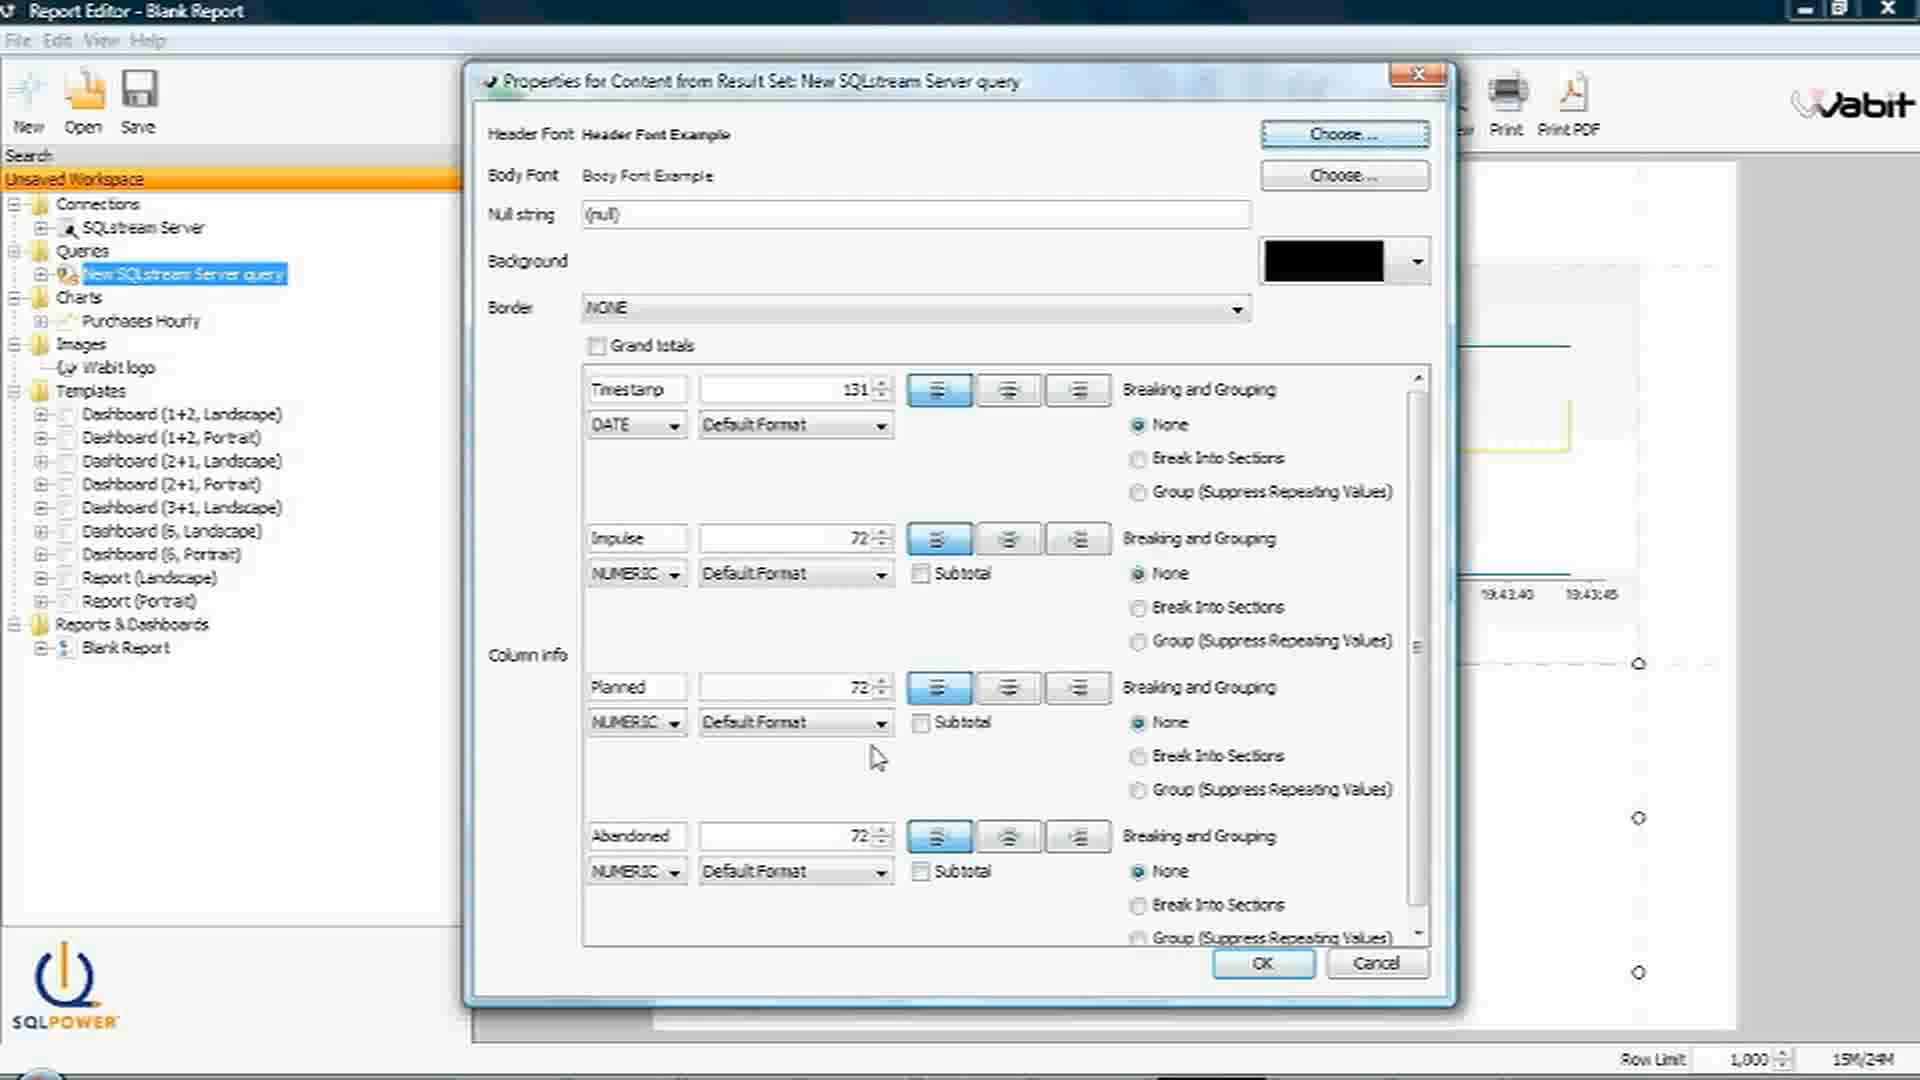 Report Editor - Blank Report
File Edit View Help
New Open Save
Print Print PDF
Wabit
Search
Unsaved Workspace
Connections
SQLstream Server
Queries
New SQLstream Server query
Charts
Purchases Hourly
Images
Wabit logo
Templates
Dashboard (1+2, Landscape)
Dashboard (1+2, Portrait)
Dashboard (2+1, Landscape)
Dashboard (2+1, Portrait)
Dashboard (3+1, Landscape)
Dashboard (6, Landscape)
Dashboard (6, Portrait)
Report (Landscape)
Report (Portrait)
Reports & Dashboards
Blank Report
SQLPOWER
Properties for Content from Result Set: New SQLstream Server query
Header Font Header Font Example Choose...
Body Font Body Font Example Choose...
Null string (null)
Background
Border NONE
Grand totals
Column info
Timestamp 131 Breaking and Grouping
DATE Default Format None
Break Into Sections
Group (Suppress Repeating Values)
Impulse 72 Breaking and Grouping
NUMERIC Default Format Subtotal None
Break Into Sections
Group (Suppress Repeating Values)
Planned 72 Breaking and Grouping
NUMERIC Default Format Subtotal None
Break Into Sections
Group (Suppress Repeating Values)
Abandoned 72 Breaking and Grouping
NUMERIC Default Format Subtotal None
Break Into Sections
Group (Suppress Repeating Values)
OK Cancel
19:43:40 19:43:45
Row Limit 1,000 15M/24M